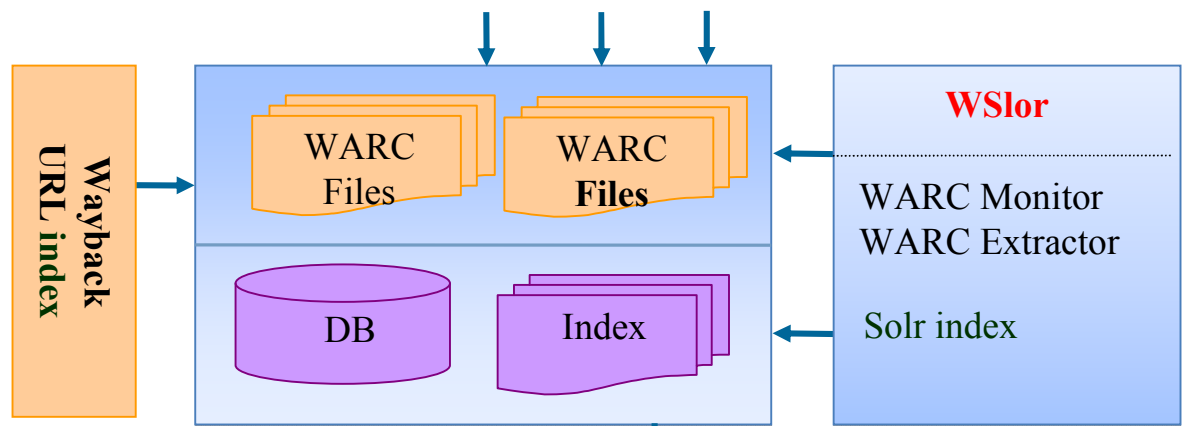 Wayback
URL index
WARC
Files
WARC
Files
DB
Index
WSlor
WARC Monitor
WARC Extractor
Solr index